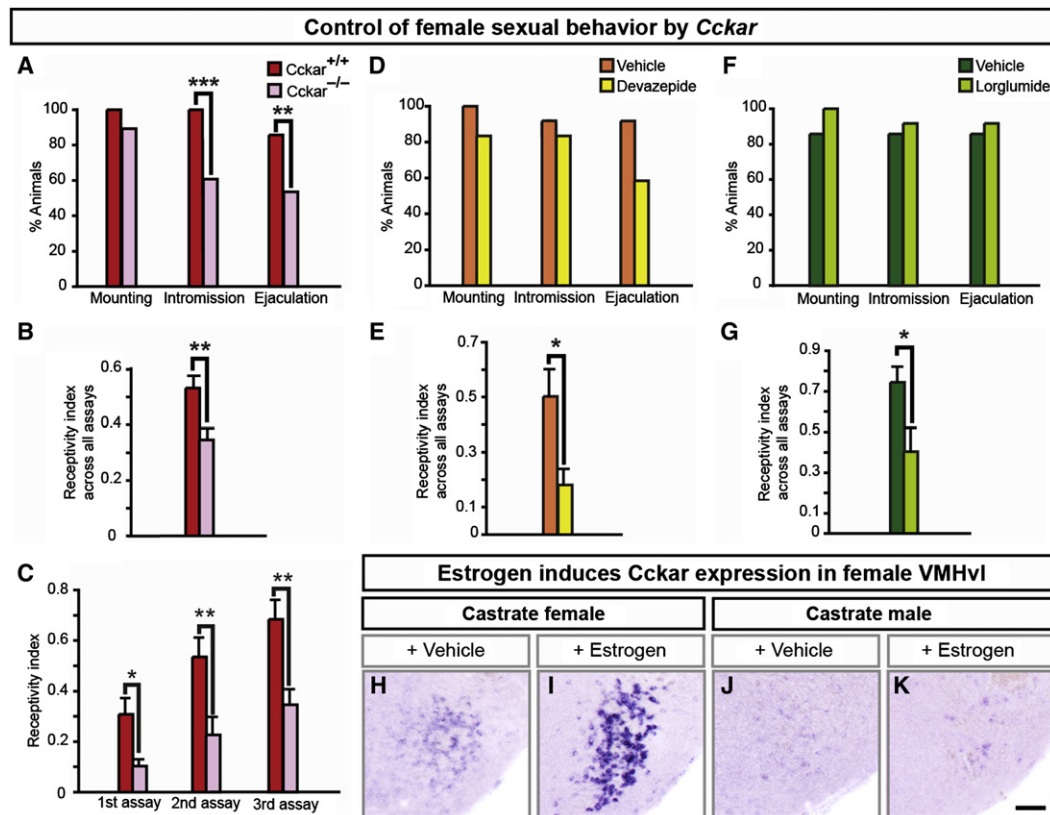 Control of female sexual behavior by Cckar
A
Cckar+/+
Cckar−/−
***
**
100
80
60
40
20
0
% Animals
Mounting Intromission Ejaculation
D
Vehicle
Devazepide
100
80
60
40
20
0
% Animals
Mounting Intromission Ejaculation
F
Vehicle
Lorglumide
100
80
60
40
20
0
% Animals
Mounting Intromission Ejaculation
B
**
0.6
0.4
0.2
0
Receptivity index
across all assays
E
*
0.7
0.5
0.3
0.1
0
Receptivity index
across all assays
G
*
0.9
0.7
0.5
0.3
0.1
0
Receptivity index
across all assays
C
*
**
**
0.8
0.6
0.4
0.2
0
Receptivity index
1st assay 2nd assay 3rd assay
Estrogen induces Cckar expression in female VMHvl
Castrate female
Castrate male
+ Vehicle
+ Estrogen
+ Vehicle
+ Estrogen
H
I
J
K